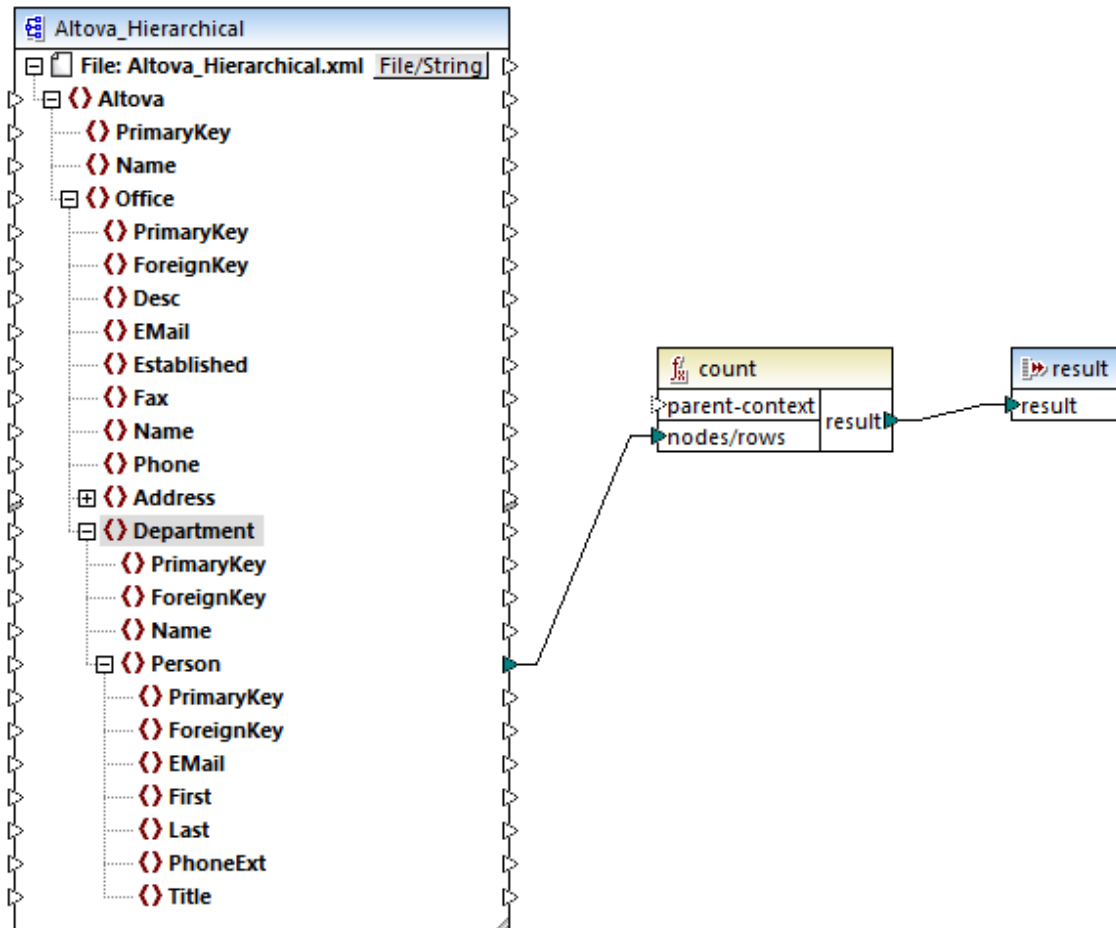 Altova_Hierarchical
File: Altova_Hierarchical.xml File/String
Altova
PrimaryKey
Name
Office
PrimaryKey
ForeignKey
Desc
EMail
Established
Fax
Name
Phone
Address
Department
PrimaryKey
ForeignKey
Name
Person
PrimaryKey
ForeignKey
EMail
First
Last
PhoneExt
Title
count
parent-context
nodes/rows
result
result
result